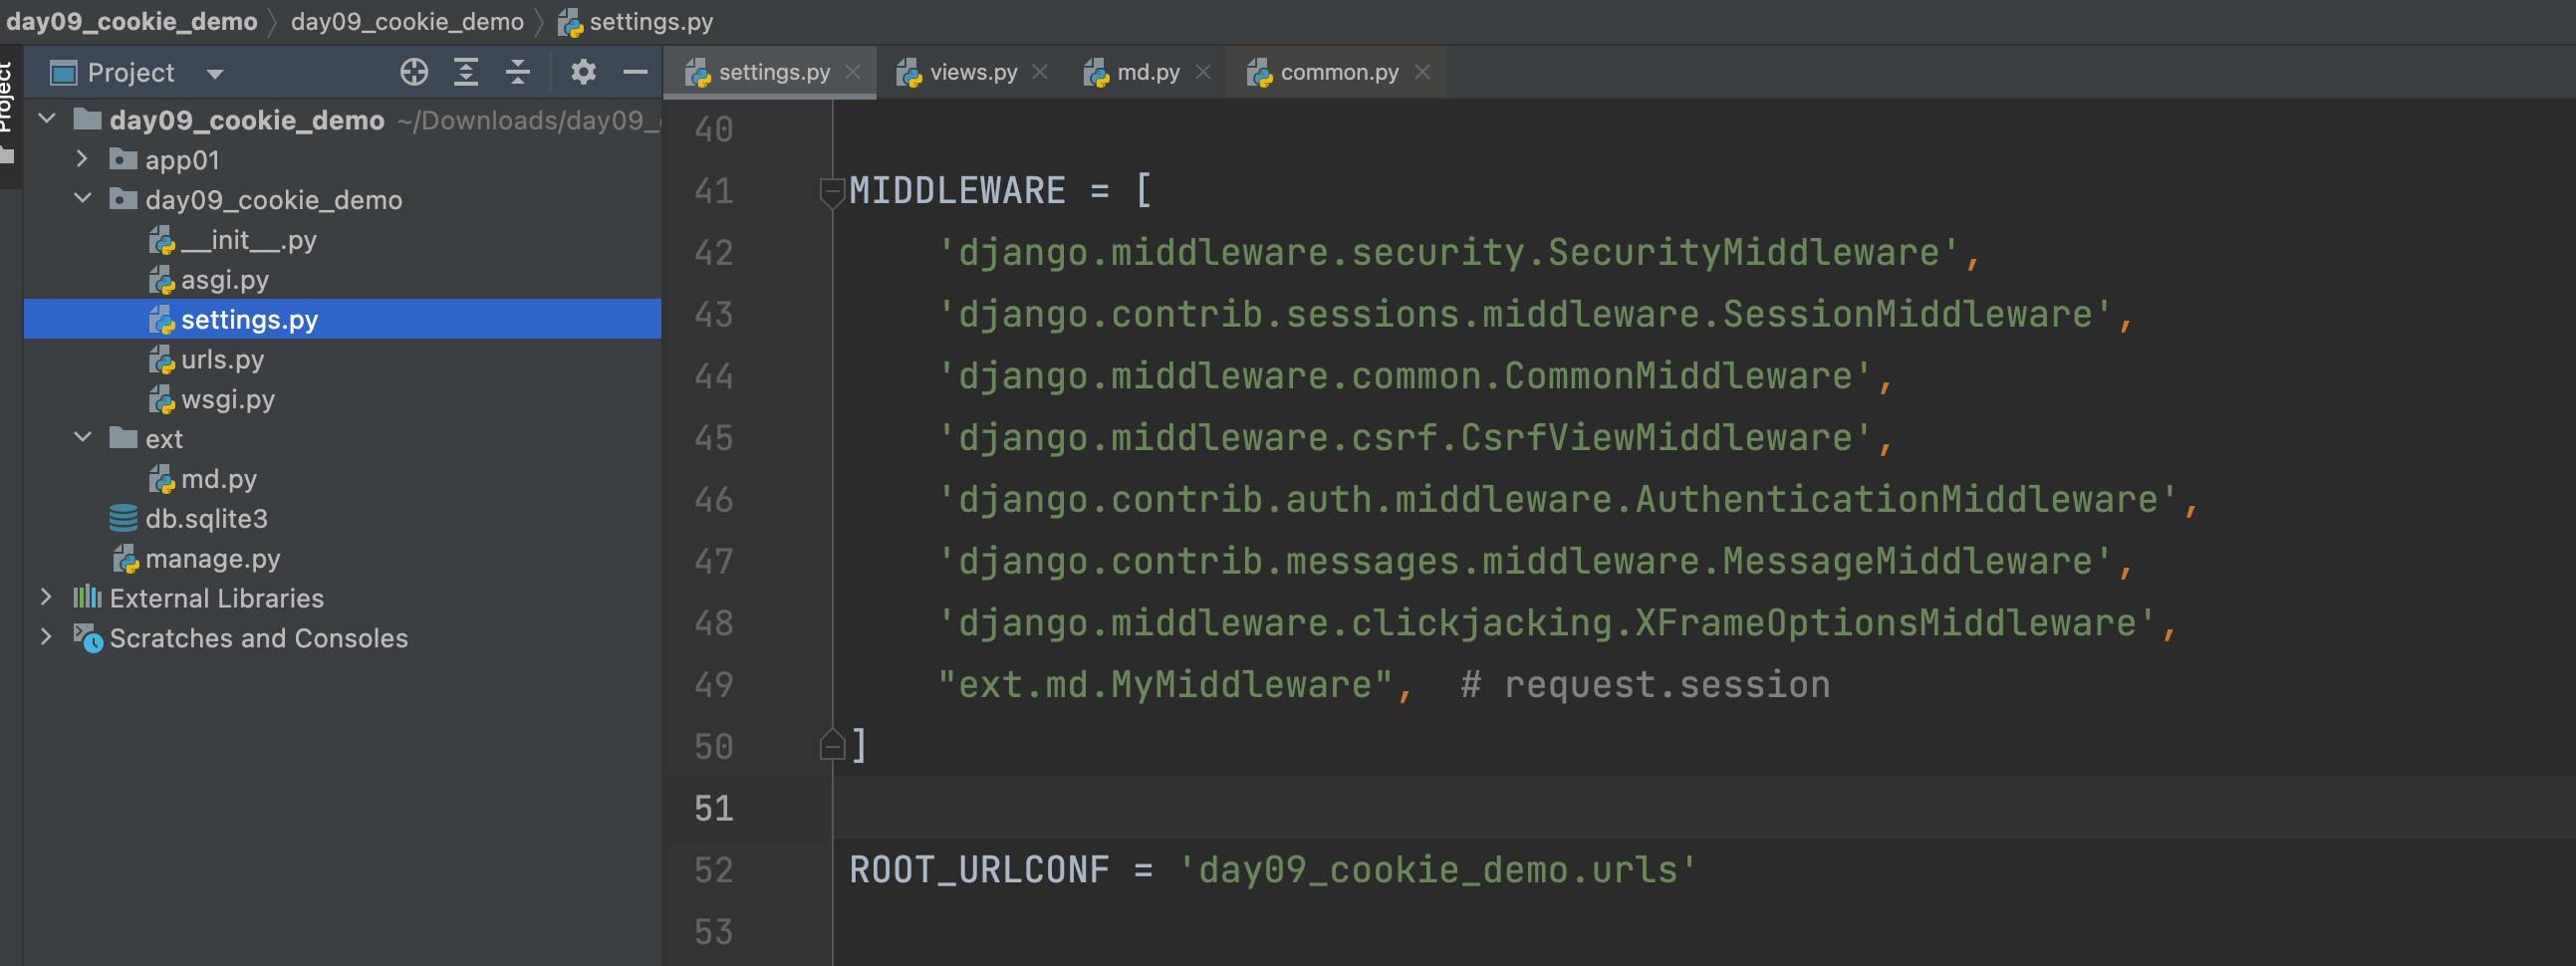 day09_cookie_demo day09_cookie_demo settings.py
Project
Project
settings.py
views.py
md.py
common.py
day09_cookie_demo ~/Downloads/day09_
app01
day09_cookie_demo
__init__.py
asgi.py
settings.py
urls.py
wsgi.py
ext
md.py
db.sqlite3
manage.py
External Libraries
Scratches and Consoles
40
41 MIDDLEWARE = [
42 'django.middleware.security.SecurityMiddleware',
43 'django.contrib.sessions.middleware.SessionMiddleware',
44 'django.middleware.common.CommonMiddleware',
45 'django.middleware.csrf.CsrfViewMiddleware',
46 'django.contrib.auth.middleware.AuthenticationMiddleware',
47 'django.contrib.messages.middleware.MessageMiddleware',
48 'django.middleware.clickjacking.XFrameOptionsMiddleware',
49 "ext.md.MyMiddleware", # request.session
50 ]
51
52 ROOT_URLCONF = 'day09_cookie_demo.urls'
53